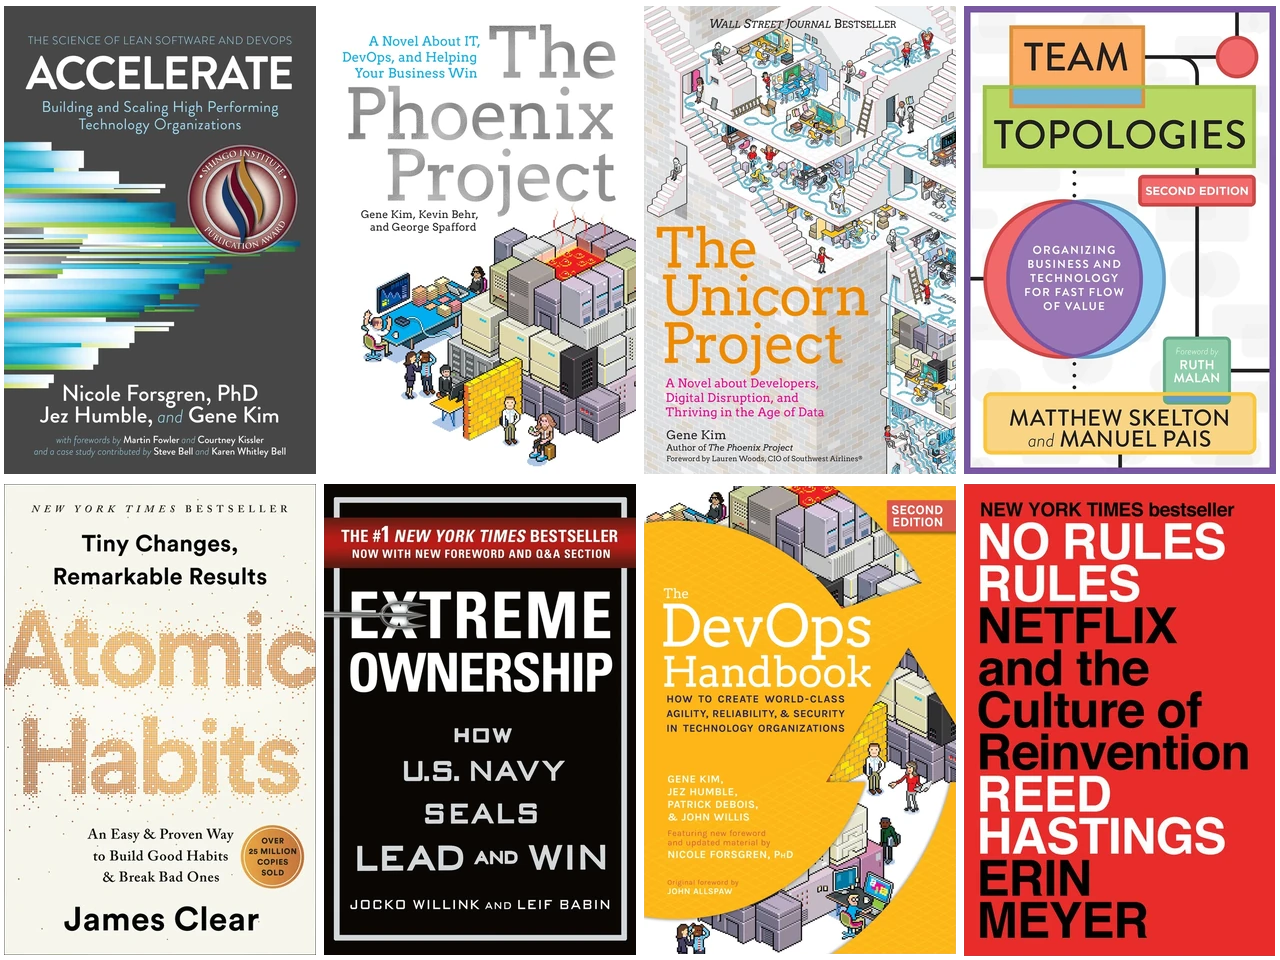 THE SCIENCE OF LEAN SOFTWARE AND DEVOPS
ACCELERATE
Building and Scaling High Performing
Technology Organizations
SHINGO INSTITUTE
PUBLICATION AWARD
Nicole Forsgren, PhD
Jez Humble, and Gene Kim
with forewords by Martin Fowler and Courtney Kissler
and a case study contributed by Steve Bell and Karen Whitley Bell
A Novel About IT,
DevOps, and Helping
Your Business Win
The
Phoenix
Project
Gene Kim, Kevin Behr,
and George Spafford
WALL STREET JOURNAL BESTSELLER
The
Unicorn
Project
A Novel about Developers,
Digital Disruption, and
Thriving in the Age of Data
Gene Kim
Author of The Phoenix Project
Foreword by Lauren Woods, CIO of Southwest Airlines®
TEAM
TOPOLOGIES
SECOND EDITION
ORGANIZING
BUSINESS AND
TECHNOLOGY
FOR FAST FLOW
OF VALUE
Foreword by
RUTH
MALAN
MATTHEW SKELTON
and MANUEL PAIS
NEW YORK TIMES BESTSELLER
Tiny Changes,
Remarkable Results
Atomic
Habits
An Easy & Proven Way
to Build Good Habits
& Break Bad Ones
OVER
25 MILLION
COPIES
SOLD
James Clear
THE #1 NEW YORK TIMES BESTSELLER
NOW WITH NEW FOREWORD AND Q&A SECTION
EXTREME
OWNERSHIP
HOW
U.S. NAVY
SEALS
LEAD AND WIN
JOCKO WILLINK AND LEIF BABIN
SECOND
EDITION
The
DevOps
Handbook
HOW TO CREATE WORLD-CLASS
AGILITY, RELIABILITY, & SECURITY
IN TECHNOLOGY ORGANIZATIONS
GENE KIM,
JEZ HUMBLE,
PATRICK DEBOIS,
& JOHN WILLIS
Featuring new foreword
and updated material by
NICOLE FORSGREN, PhD
Original foreword by
JOHN ALLSPAW
NEW YORK TIMES bestseller
NO RULES
RULES
NETFLIX
and the
Culture of
Reinvention
REED
HASTINGS
ERIN
MEYER